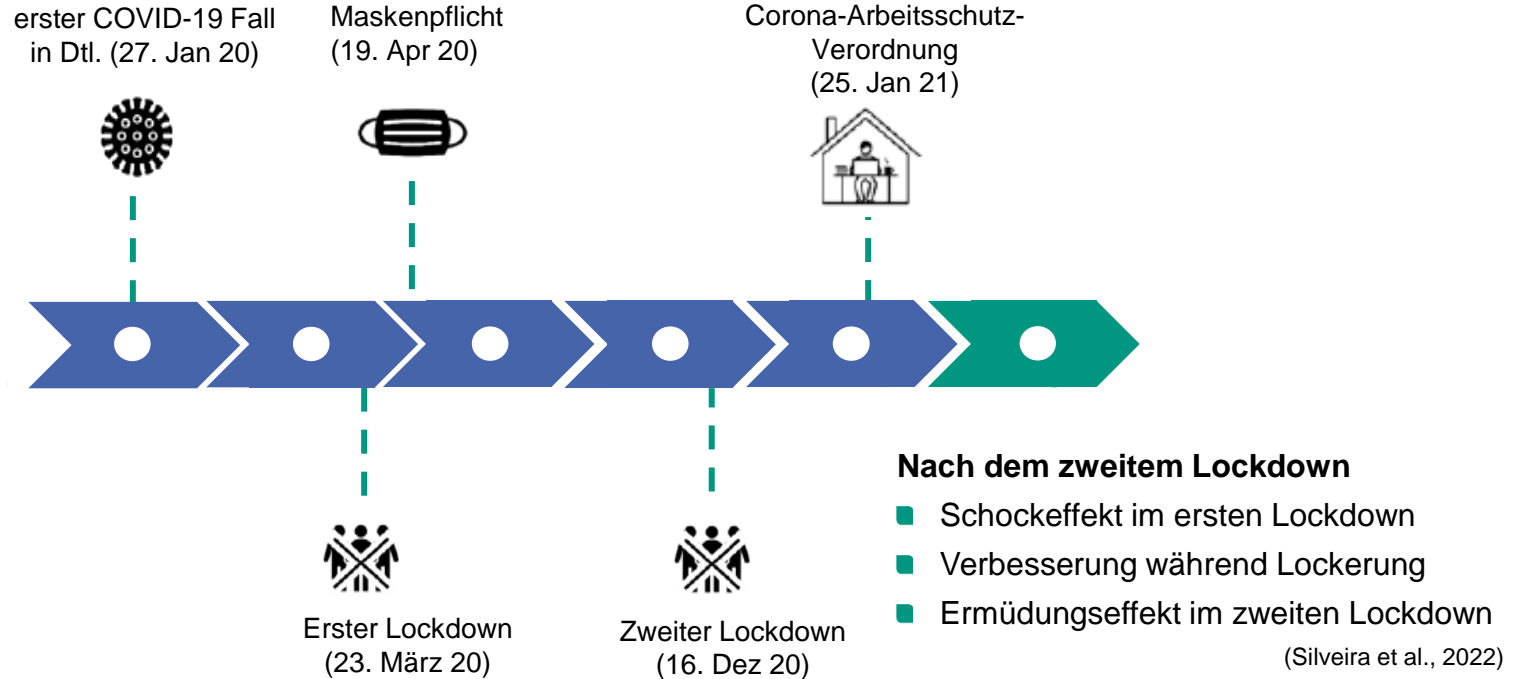 erster COVID-19 Fall
in Dtl. (27. Jan 20)
Maskenpflicht
(19. Apr 20)
Corona-Arbeitsschutz-
Verordnung
(25. Jan 21)
Erster Lockdown
(23. März 20)
Zweiter Lockdown
(16. Dez 20)
Nach dem zweitem Lockdown
Schockeffekt im ersten Lockdown
Verbesserung während Lockerung
Ermüdungseffekt im zweiten Lockdown
(Silveira et al., 2022)